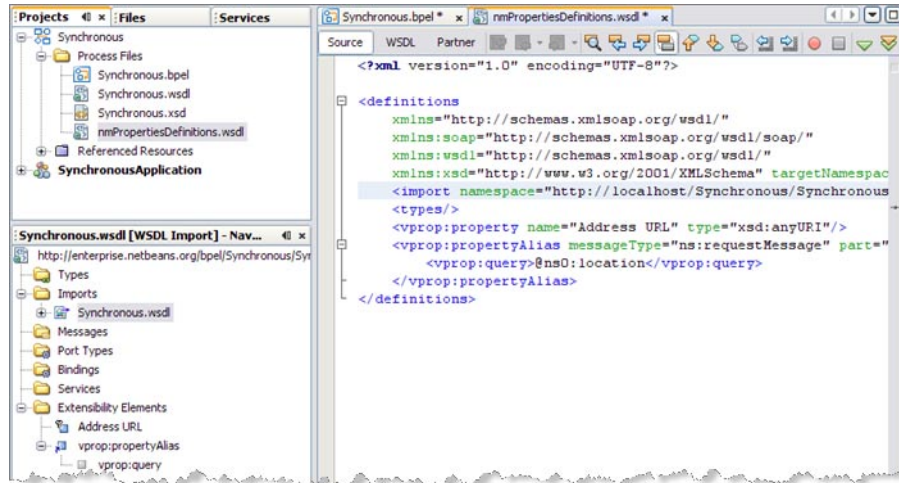 Projects Files Services
Synchronous
Process Files
Synchronous.bpel
Synchronous.wsdl
Synchronous.xsd
nmPropertiesDefinitions.wsdl
Referenced Resources
SynchronousApplication
Synchronous.wsdl [WSDL Import] - Nav...
http://enterprise.netbeans.org/bpel/Synchronous/Syr
Types
Imports
Synchronous.wsdl
Messages
Port Types
Bindings
Services
Extensibility Elements
Address URL
vprop:propertyAlias
vprop:query
Synchronous.bpel * nmPropertiesDefinitions.wsdl *
Source WSDL Partner
<?xml version="1.0" encoding="UTF-8"?>
<definitions
xmlns="http://schemas.xmlsoap.org/wsdl/"
xmlns:soap="http://schemas.xmlsoap.org/wsdl/soap/"
xmlns:wsdl="http://schemas.xmlsoap.org/wsdl/"
xmlns:xsd="http://www.w3.org/2001/XMLSchema" targetNamespac
<import namespace="http://localhost/Synchronous/Synchronous
<types/>
<vprop:property name="Address URL" type="xsd:anyURI"/>
<vprop:propertyAlias messageType="ns:requestMessage" part="
<vprop:query>@ns0:location</vprop:query>
</vprop:propertyAlias>
</definitions>